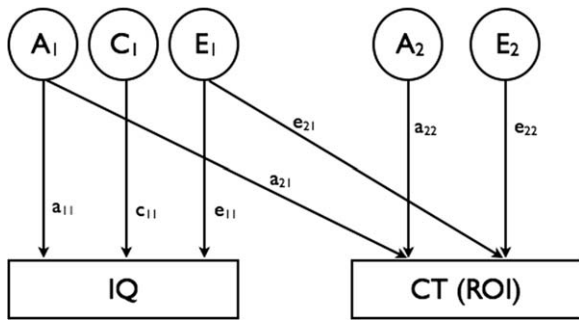 A₁ C₁ E₁ A₂ E₂
e₂₁ a₂₂ e₂₂
a₂₁
a₁₁ c₁₁ e₁₁
IQ CT (ROI)